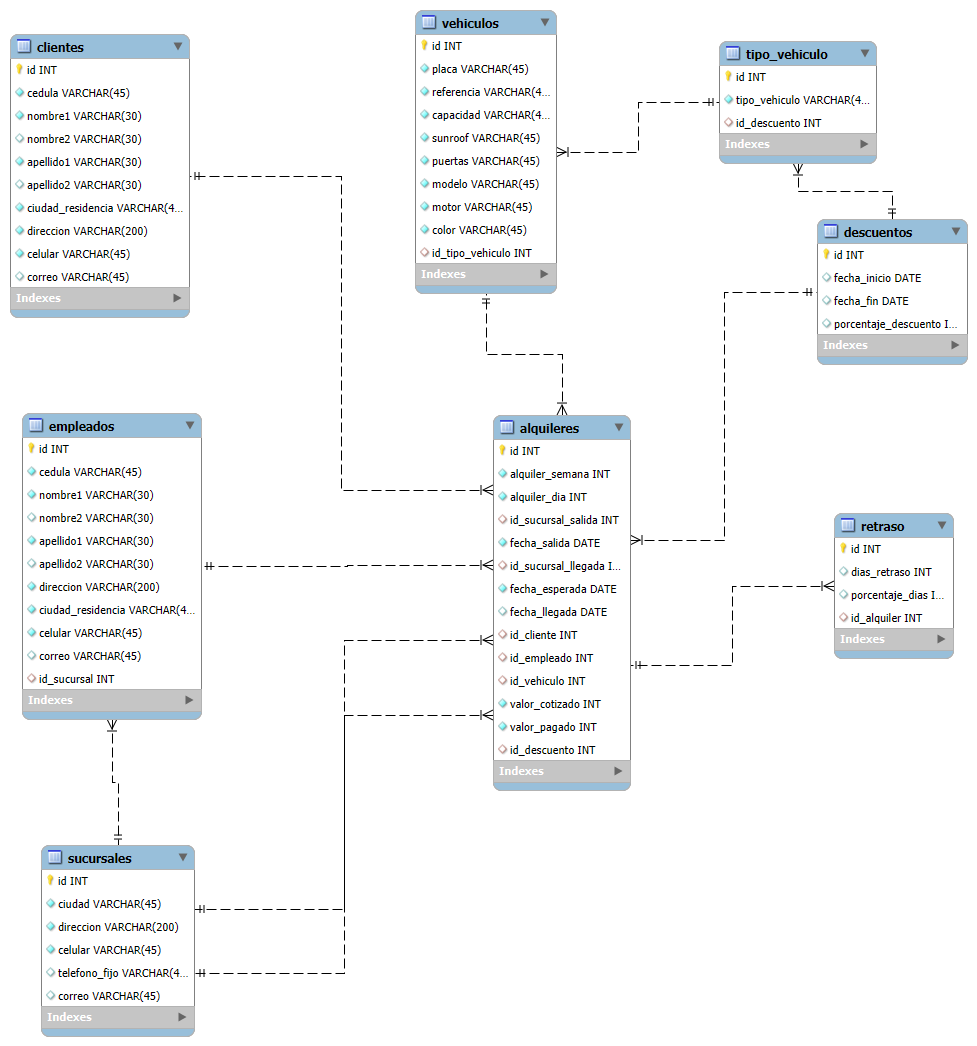 clientes
id INT
cedula VARCHAR(45)
nombre1 VARCHAR(30)
nombre2 VARCHAR(30)
apellido1 VARCHAR(30)
apellido2 VARCHAR(30)
ciudad_residencia VARCHAR(4...
direccion VARCHAR(200)
celular VARCHAR(45)
correo VARCHAR(45)
Indexes
vehiculos
id INT
placa VARCHAR(45)
referencia VARCHAR(4...
capacidad VARCHAR(4...
sunroof VARCHAR(45)
puertas VARCHAR(45)
modelo VARCHAR(45)
motor VARCHAR(45)
color VARCHAR(45)
id_tipo_vehiculo INT
Indexes
tipo_vehiculo
id INT
tipo_vehiculo VARCHAR(4...
id_descuento INT
Indexes
descuentos
id INT
fecha_inicio DATE
fecha_fin DATE
porcentaje_descuento I...
Indexes
empleados
id INT
cedula VARCHAR(45)
nombre1 VARCHAR(30)
nombre2 VARCHAR(30)
apellido1 VARCHAR(30)
apellido2 VARCHAR(30)
direccion VARCHAR(200)
ciudad_residencia VARCHAR(4...
celular VARCHAR(45)
correo VARCHAR(45)
id_sucursal INT
Indexes
alquileres
id INT
alquiler_semana INT
alquiler_dia INT
id_sucursal_salida INT
fecha_salida DATE
id_sucursal_llegada I...
fecha_esperada DATE
fecha_llegada DATE
id_cliente INT
id_empleado INT
id_vehiculo INT
valor_cotizado INT
valor_pagado INT
id_descuento INT
Indexes
retraso
id INT
dias_retraso INT
porcentaje_dias I...
id_alquiler INT
Indexes
sucursales
id INT
ciudad VARCHAR(45)
direccion VARCHAR(200)
celular VARCHAR(45)
telefono_fijo VARCHAR(4...
correo VARCHAR(45)
Indexes